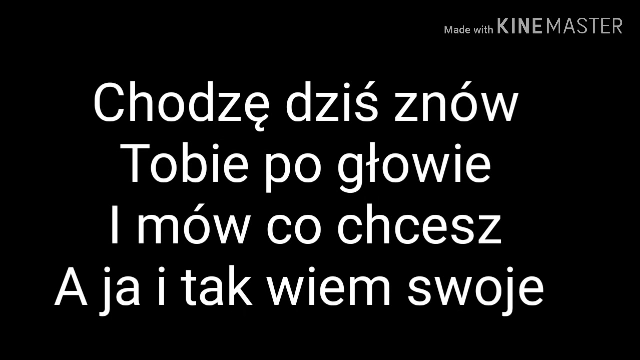 Made with KINEMASTER
Chodzę dziś znów
Tobie po głowie
I mów co chcesz
A ja i tak wiem swoje